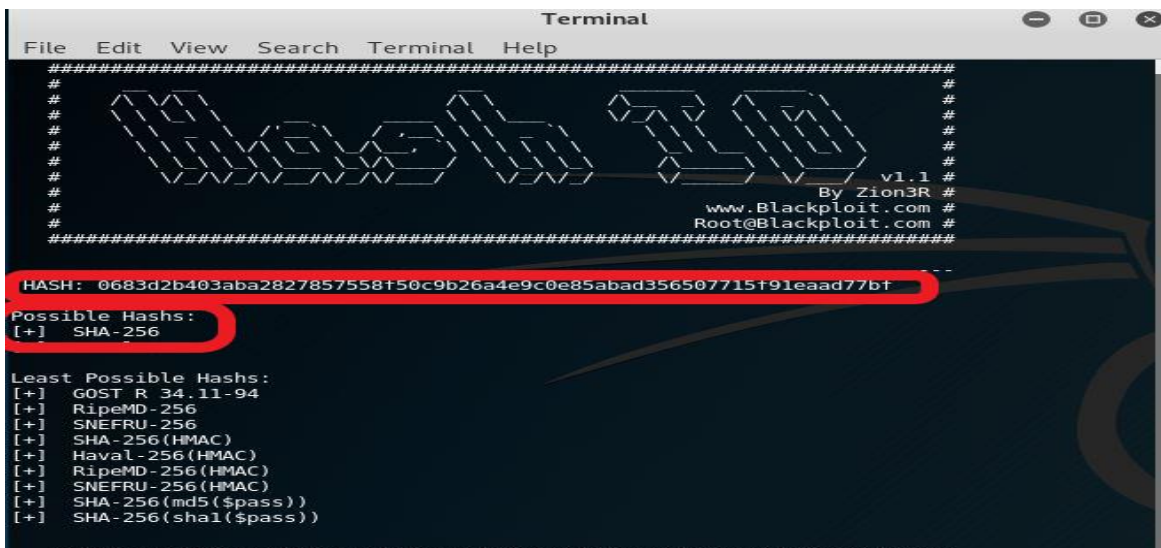 Terminal
File Edit View Search Terminal Help
#########################################################################
# #
# #
# #
# #
# #
# #
# v1.1 #
# By Zion3R #
# www.Blackploit.com #
# Root@Blackploit.com #
#########################################################################
---
HASH: 0683d2b403aba2827857558f50c9b26a4e9c0e85abad356507715f91eaad77bf
Possible Hashs:
[+] SHA-256
Least Possible Hashs:
[+] GOST R 34.11-94
[+] RipeMD-256
[+] SNEFRU-256
[+] SHA-256(HMAC)
[+] Haval-256(HMAC)
[+] RipeMD-256(HMAC)
[+] SNEFRU-256(HMAC)
[+] SHA-256(md5($pass))
[+] SHA-256(sha1($pass))